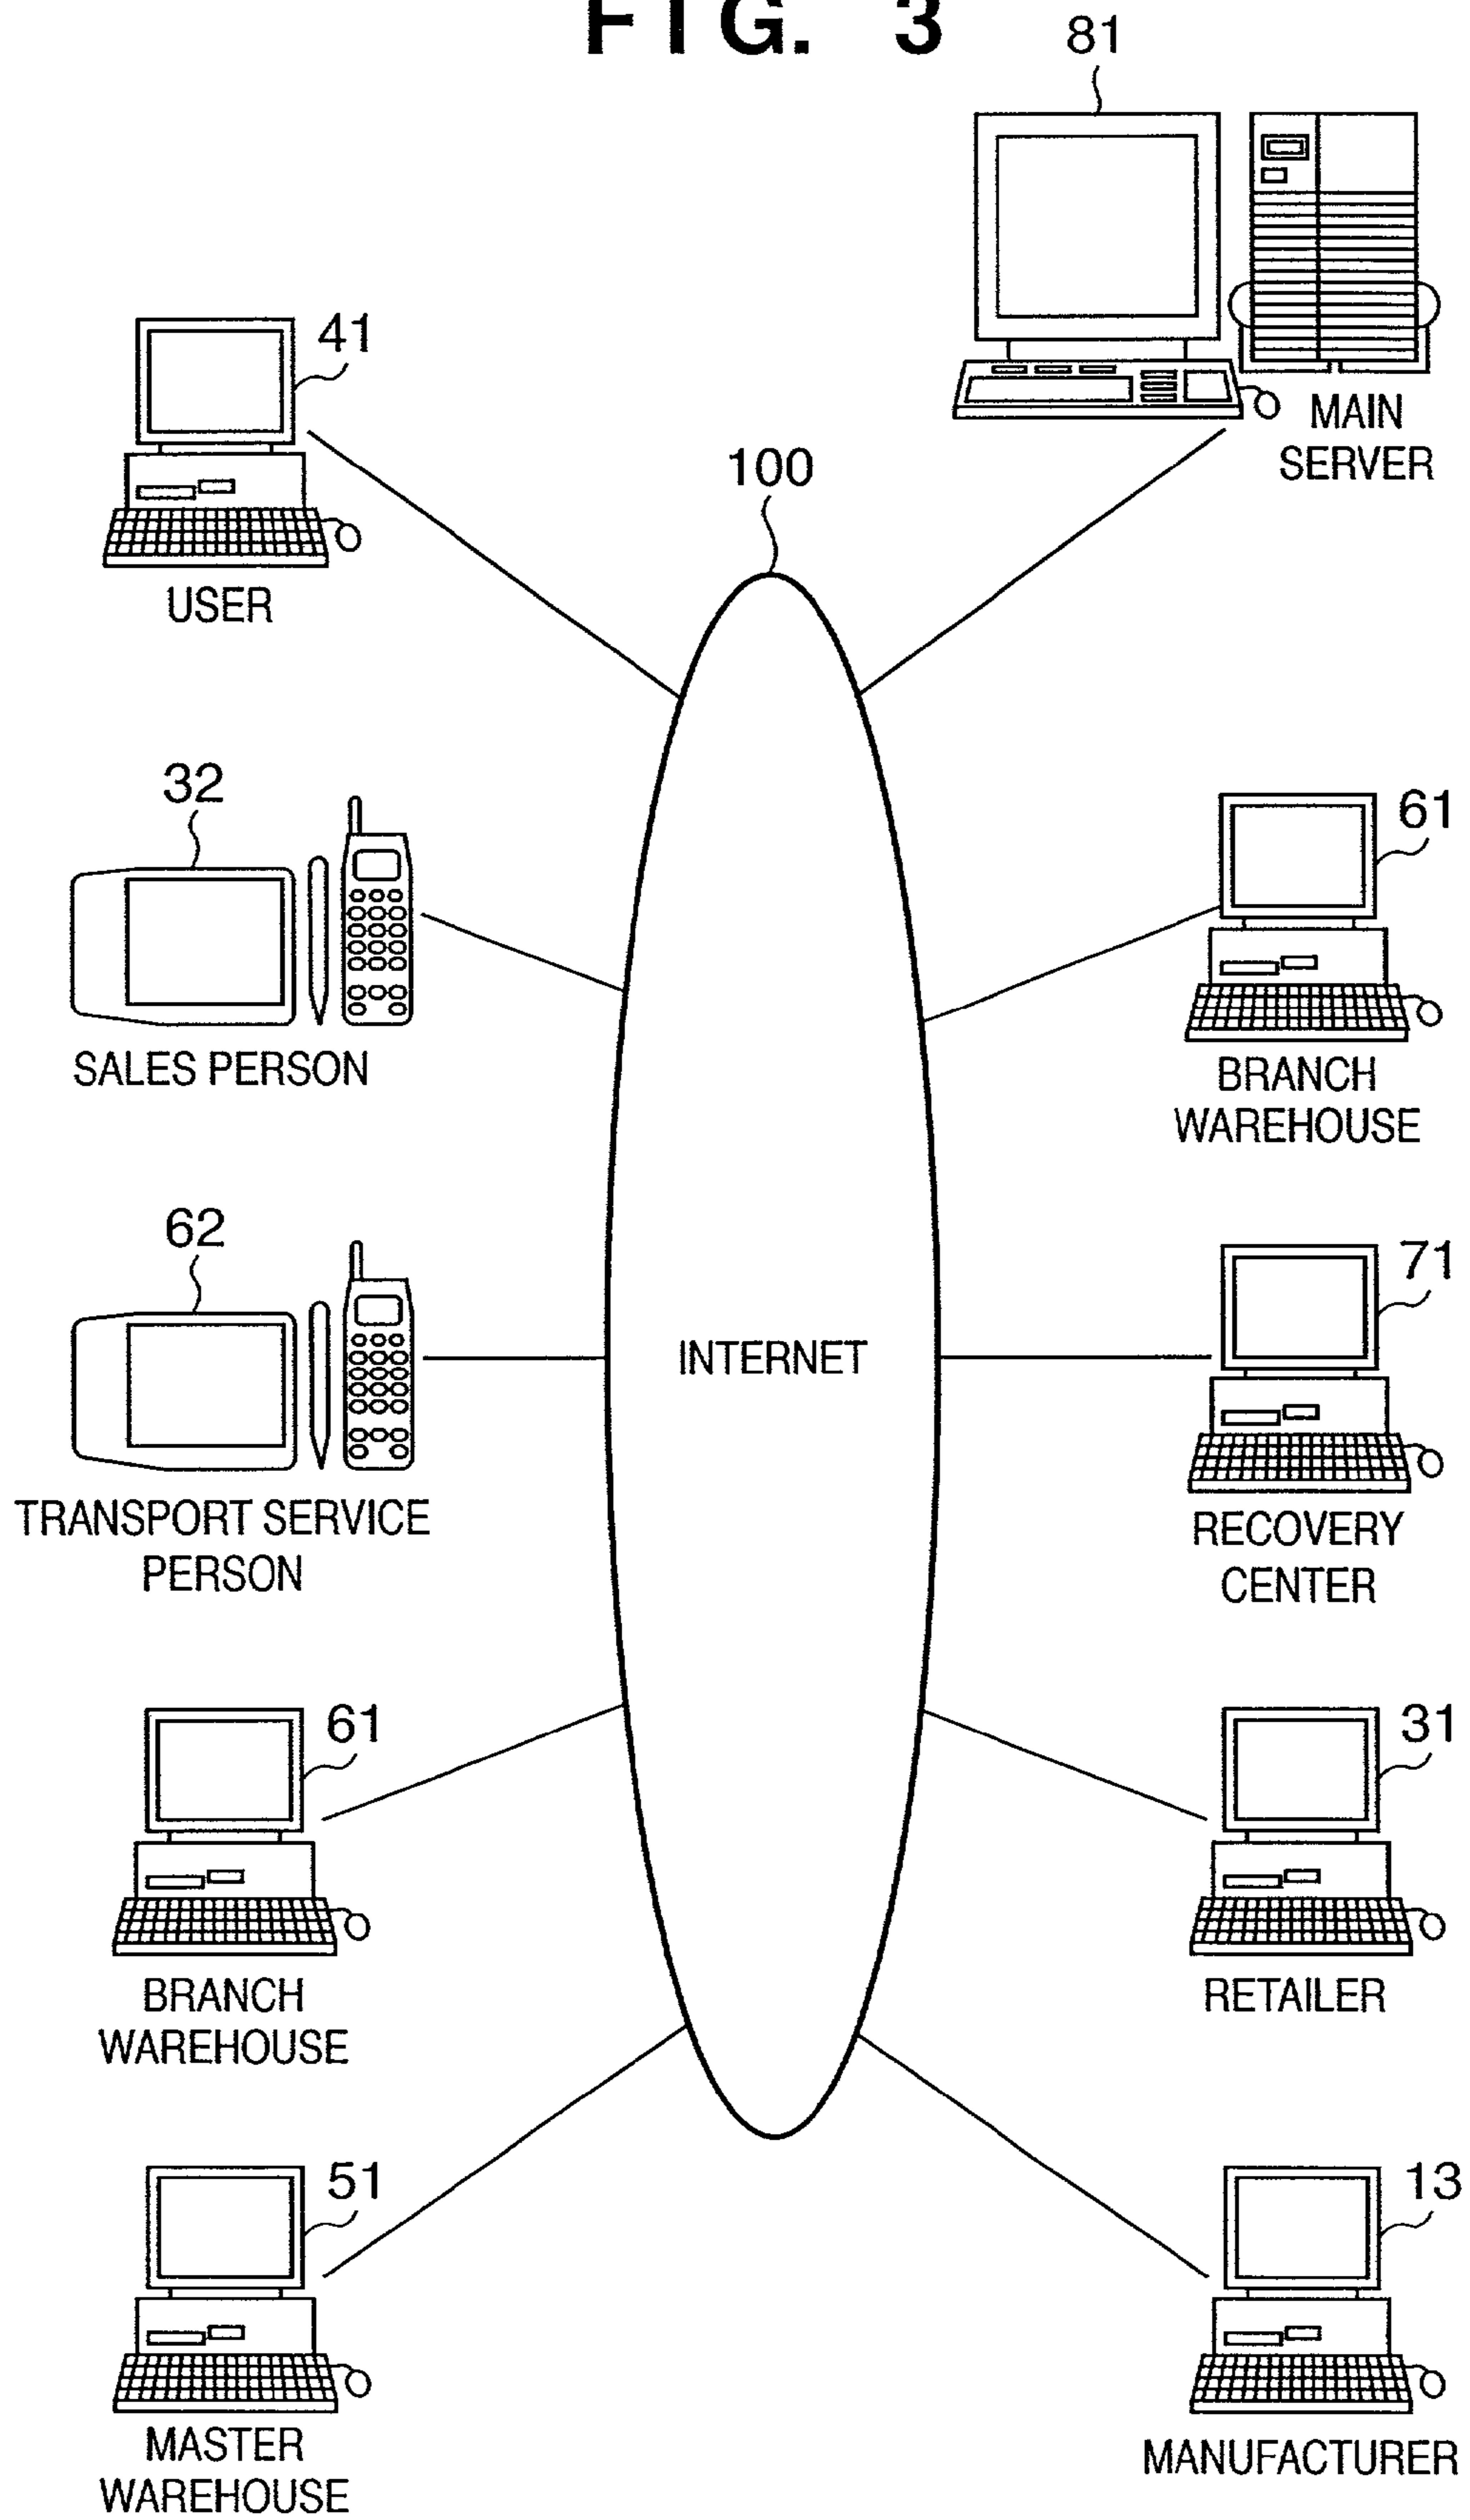 FIG. 3
81
MAIN
SERVER
41
USER
100
32
SALES PERSON
61
BRANCH
WAREHOUSE
62
TRANSPORT SERVICE
PERSON
INTERNET
71
RECOVERY
CENTER
61
BRANCH
WAREHOUSE
31
RETAILER
51
MASTER
WAREHOUSE
13
MANUFACTURER